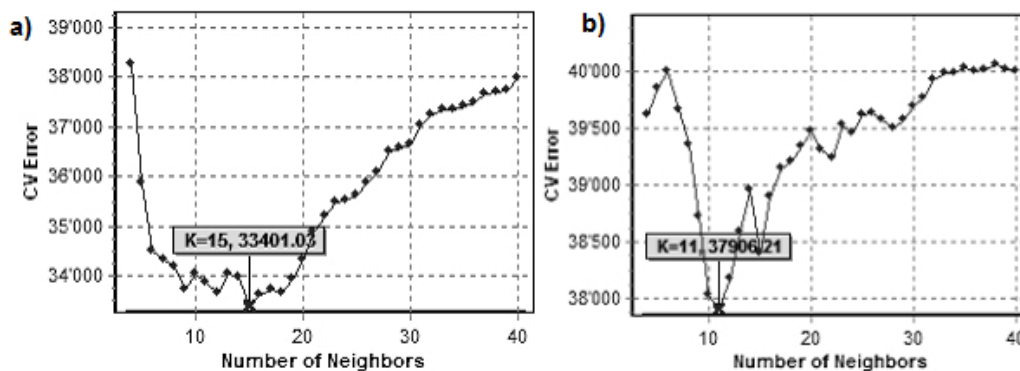 a)
39'000
38'000
37'000
36'000
35'000
34'000
CV Error
K=15, 33401.03
10
20
30
40
Number of Neighbors
b)
40'000
39'500
39'000
38'500
38'000
CV Error
K=11, 37906.21
10
20
30
40
Number of Neighbors